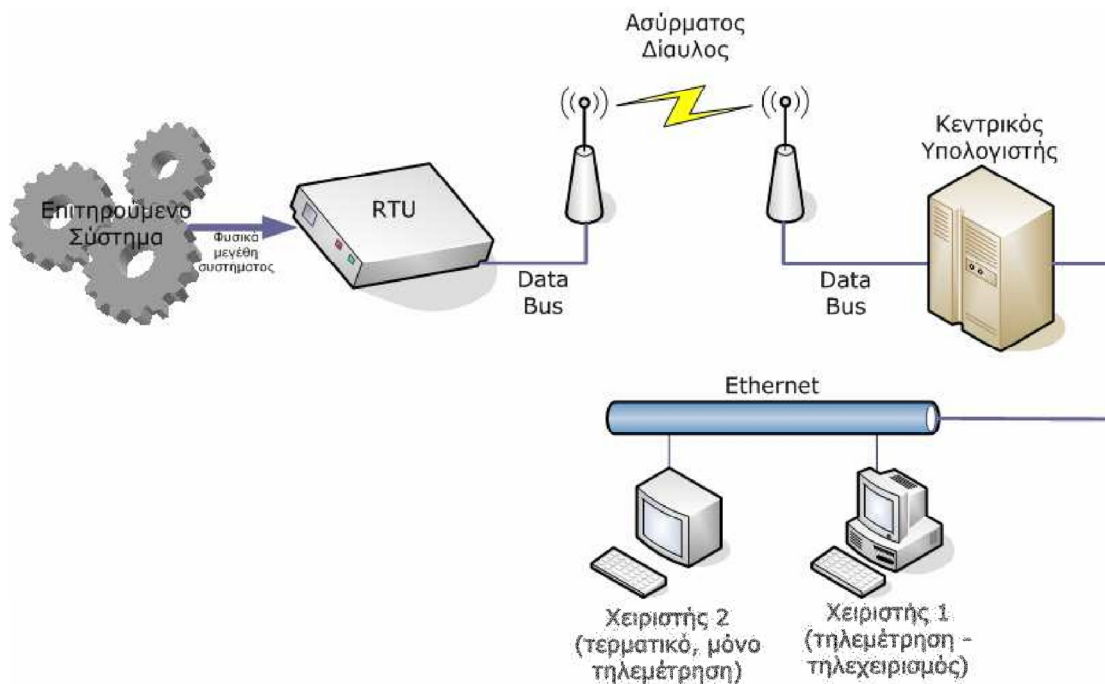 Ασύρματος
Δίαυλος
Κεντρικός
Υπολογιστής
Επιτηρούμενο
Σύστημα
Φυσικά
μεγέθη
συστήματος
RTU
Data
Bus
Data
Bus
Ethernet
Χειριστής 2
(τερματικό, μόνο
τηλεμέτρηση)
Χειριστής 1
(τηλεμέτρηση -
τηλεχειρισμός)